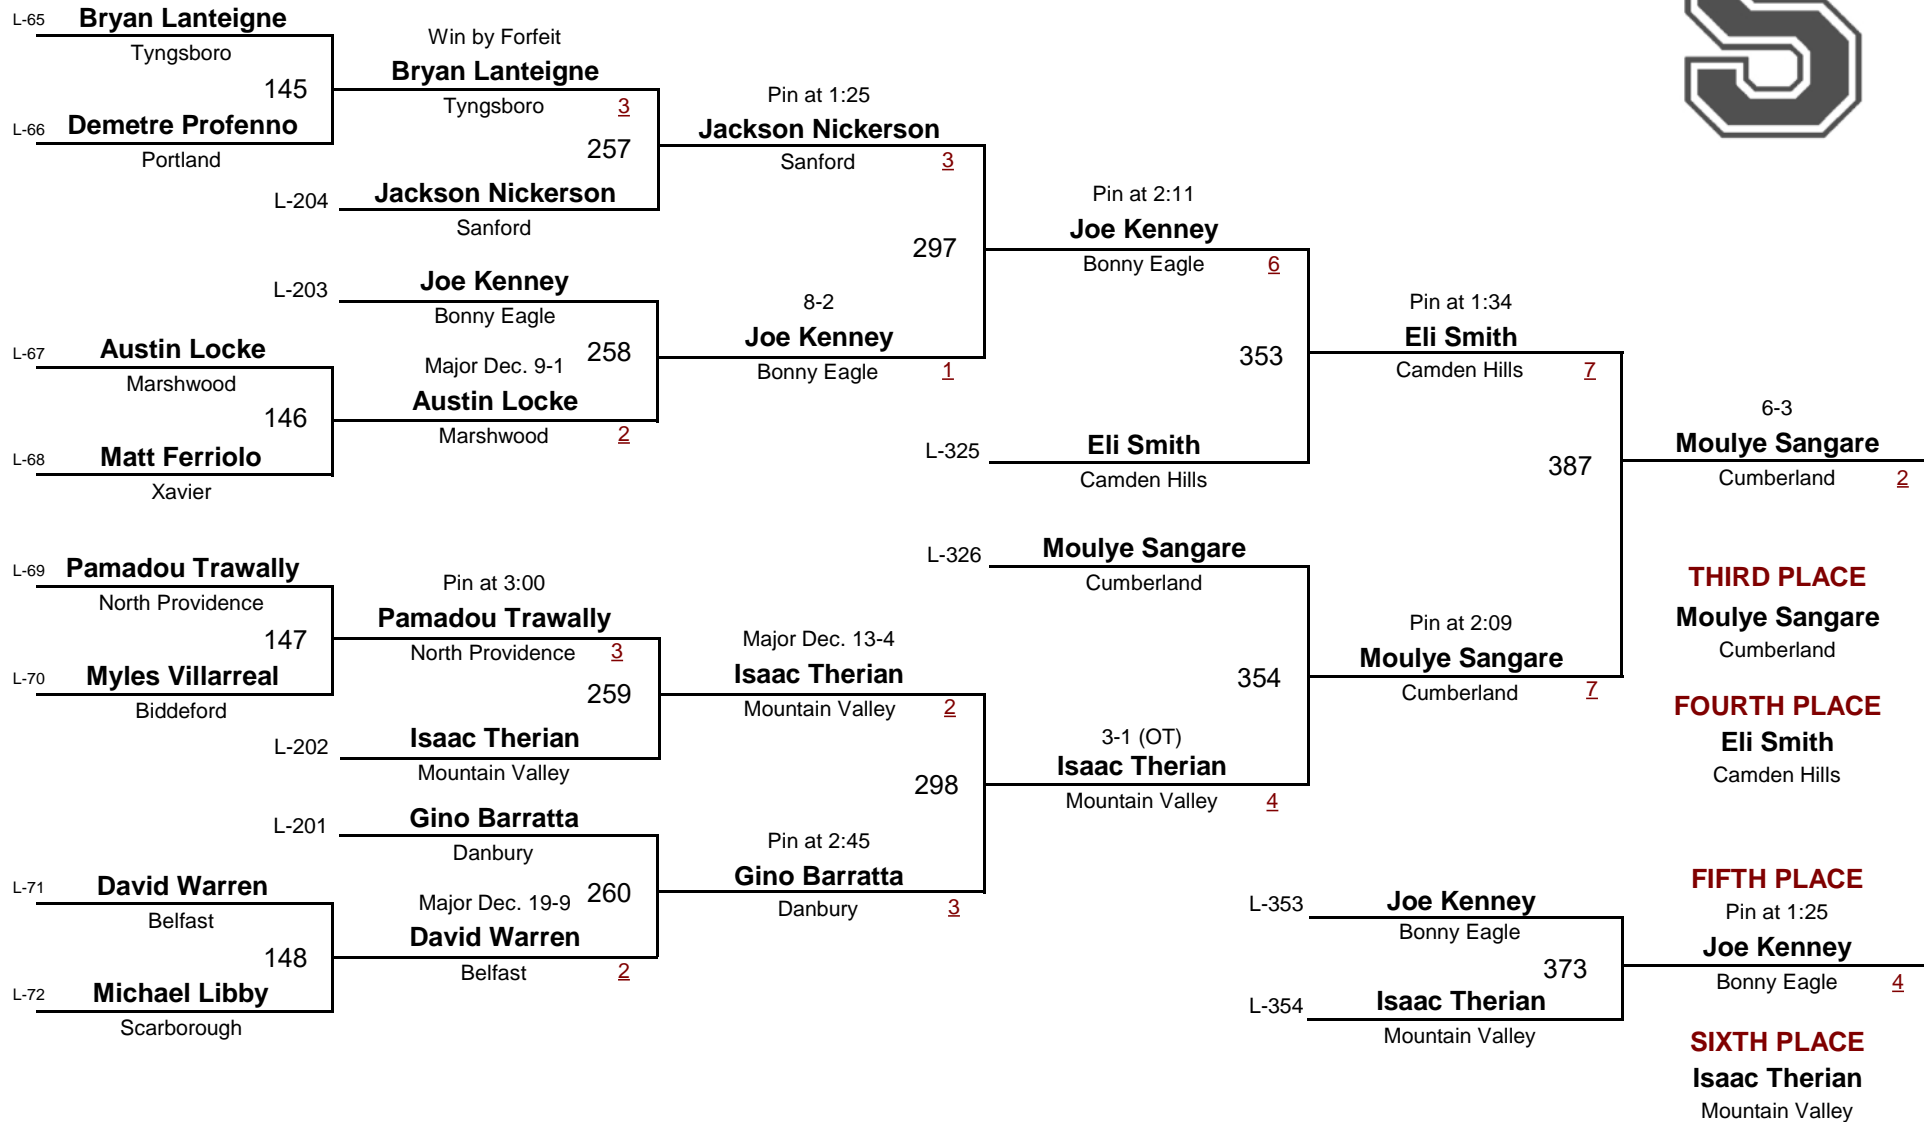 L-65 Bryan Lanteigne
Tyngsboro
145
L-66 Demetre Profenno
Portland
Win by Forfeit
Bryan Lanteigne
Tyngsboro 3
257
L-204 Jackson Nickerson
Sanford
L-203 Joe Kenney
Bonny Eagle
258
L-67 Austin Locke
Marshwood
146
L-68 Matt Ferriolo
Xavier
Major Dec. 9-1
Austin Locke
Marshwood 2
Pin at 1:25
Jackson Nickerson
Sanford 3
297
8-2
Joe Kenney
Bonny Eagle 1
Pin at 2:11
Joe Kenney
Bonny Eagle 6
353
L-325 Eli Smith
Camden Hills
Pin at 1:34
Eli Smith
Camden Hills 7
387
6-3
Moulye Sangare
Cumberland 2
L-69 Pamadou Trawally
North Providence
147
L-70 Myles Villarreal
Biddeford
Pin at 3:00
Pamadou Trawally
North Providence 3
259
L-202 Isaac Therian
Mountain Valley
L-201 Gino Barratta
Danbury
260
L-71 David Warren
Belfast
148
L-72 Michael Libby
Scarborough
Major Dec. 19-9
David Warren
Belfast 2
Major Dec. 13-4
Isaac Therian
Mountain Valley 2
298
Pin at 2:45
Gino Barratta
Danbury 3
L-326 Moulye Sangare
Cumberland
354
3-1 (OT)
Isaac Therian
Mountain Valley 4
Pin at 2:09
Moulye Sangare
Cumberland 7
THIRD PLACE
Moulye Sangare
Cumberland
FOURTH PLACE
Eli Smith
Camden Hills
L-353 Joe Kenney
Bonny Eagle
373
L-354 Isaac Therian
Mountain Valley
FIFTH PLACE
Pin at 1:25
Joe Kenney
Bonny Eagle 4
SIXTH PLACE
Isaac Therian
Mountain Valley
S